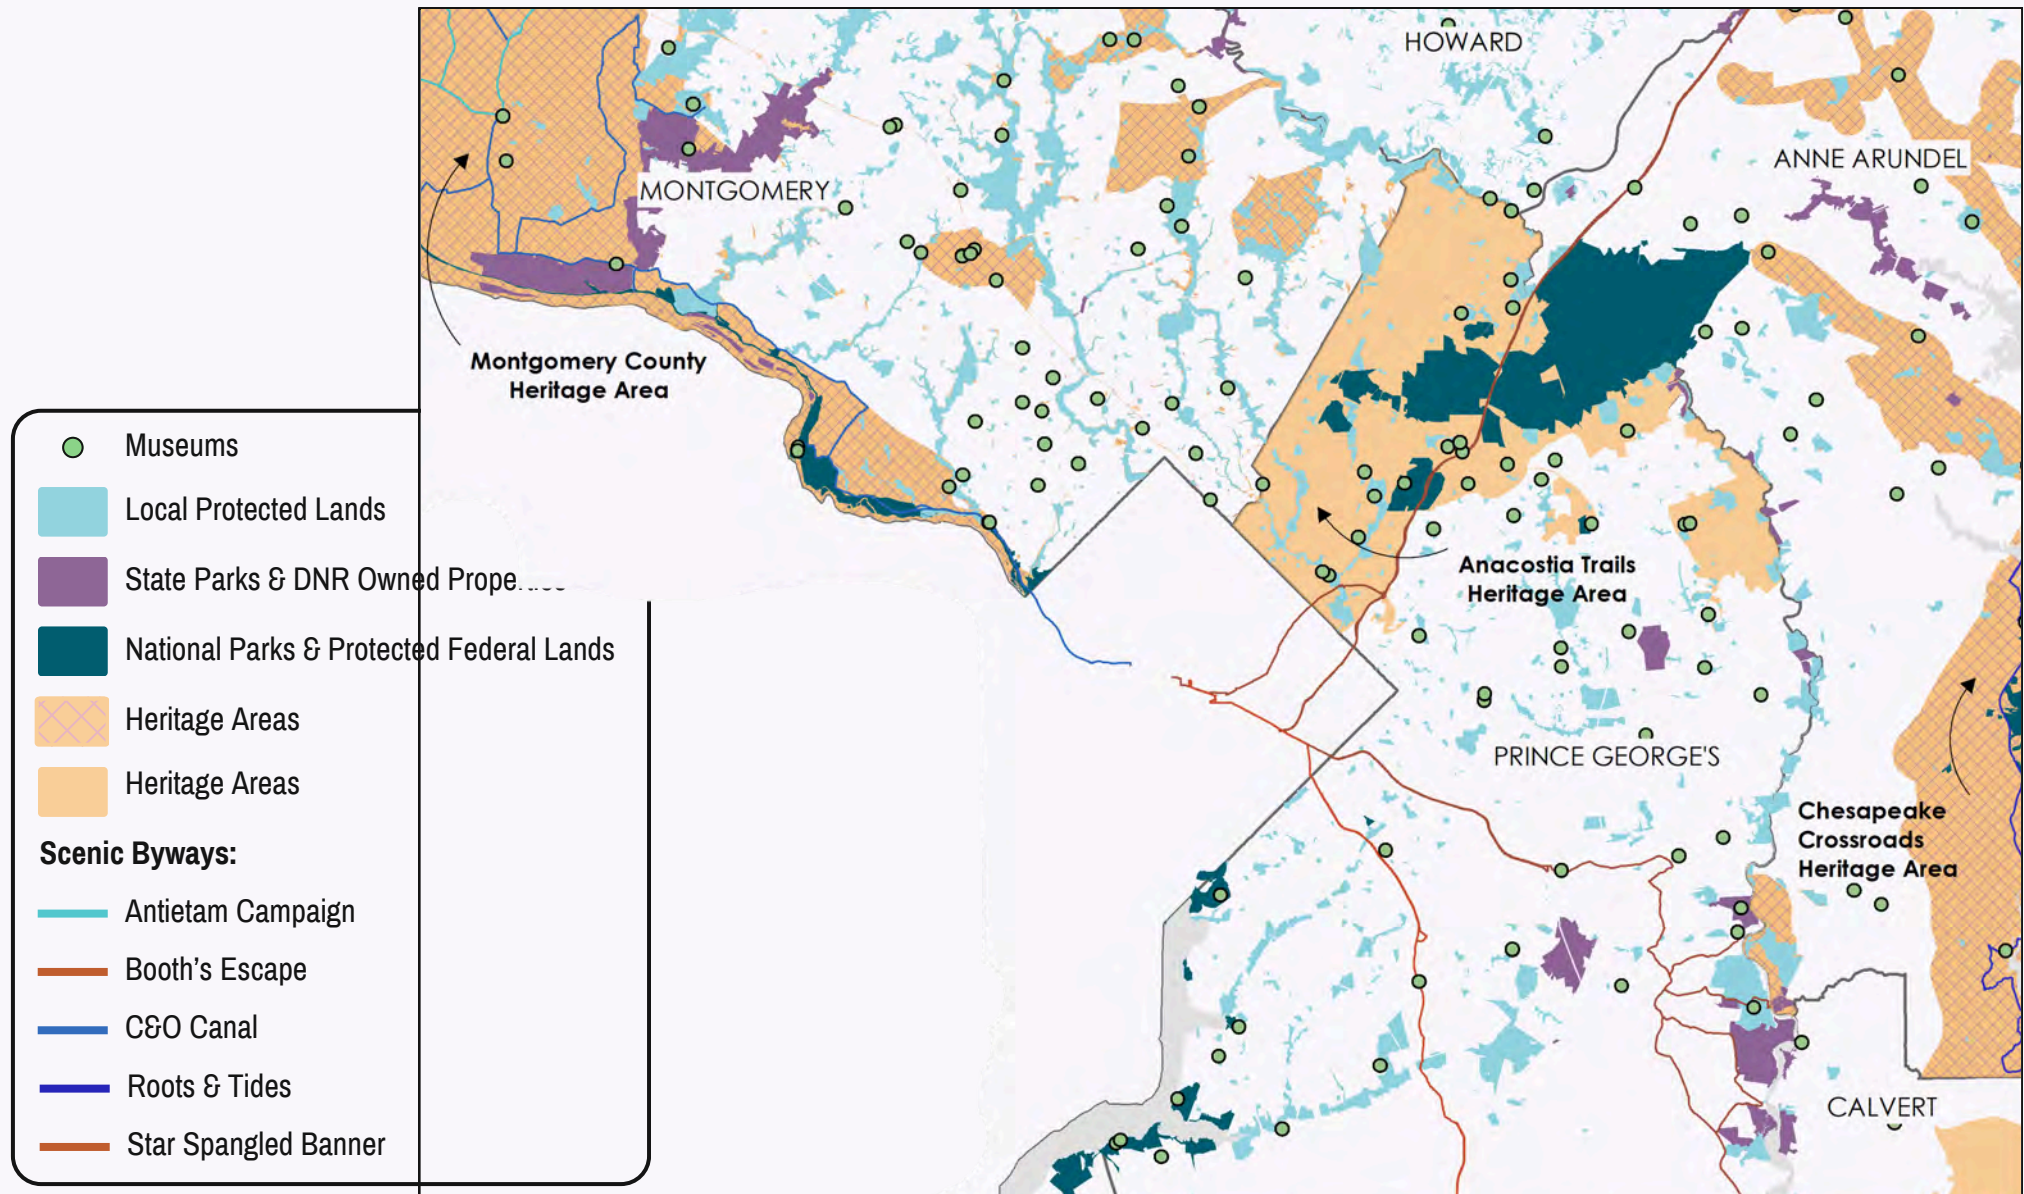 HOWARD
ANNE ARUNDEL
MONTGOMERY
Montgomery County
Heritage Area
Museums
Local Protected Lands
State Parks & DNR Owned
National Parks & Protected Federal Lands
Heritage Areas
Heritage Areas
Scenic Byways:
Antietam Campaign
Booth's Escape
C&O Canal
Roots & Tides
Star Spangled Banner
Anacostia Trails
Heritage Area
PRINCE GEORGE'S
Chesapeake
Crossroads
Heritage Area
CALVERT